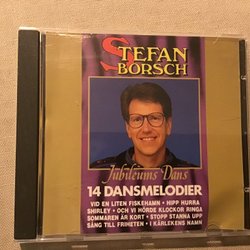 STEFAN
BORSCH
Jubileums Dans
14 DANSMELODIER
VID EN LITEN FISKEHAMN • HIPP HURRA
SHIRLEY • OCH VI HÖRDE KLOCKOR RINGA
SOMMAREN ÄR KORT • STOPP STANNA UPP
SÅNG TILL FRIHETEN • I KÄRLEKENS NAMN